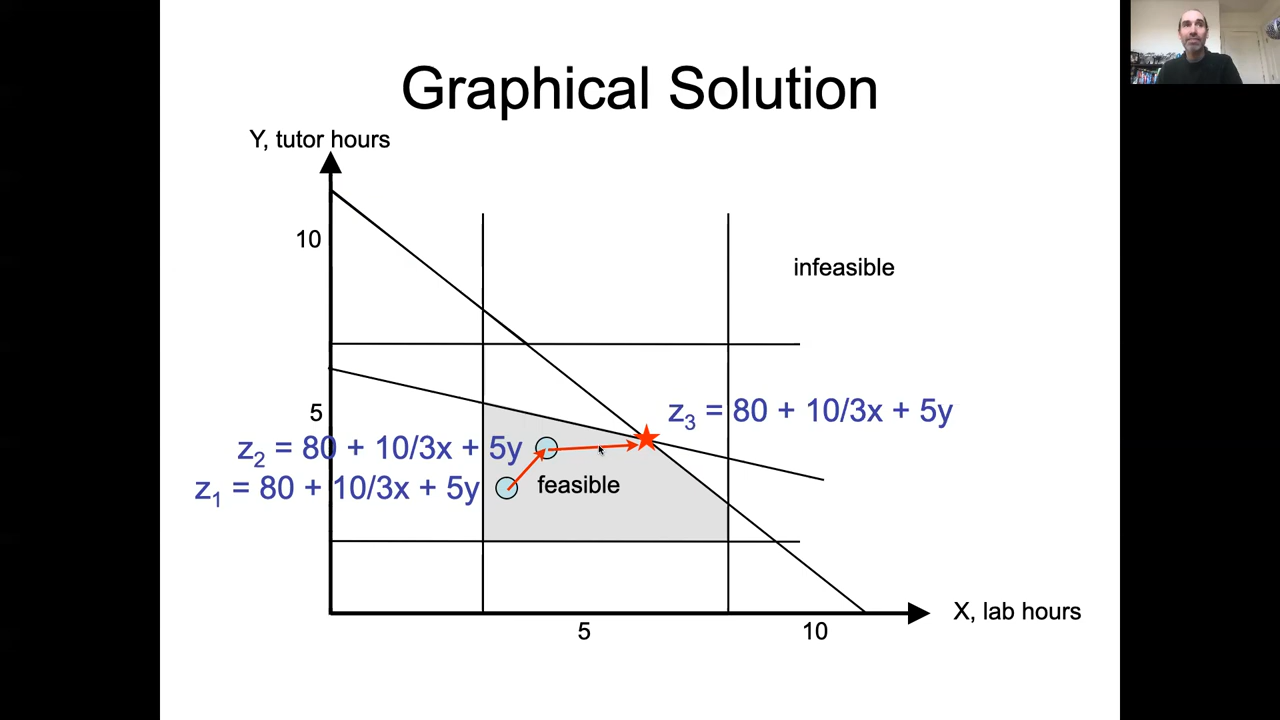 Graphical Solution
Y, tutor hours
10
infeasible
5
z3 = 80 + 10/3x + 5y
z2 = 80 + 10/3x + 5y
z1 = 80 + 10/3x + 5y
feasible
X, lab hours
5
10